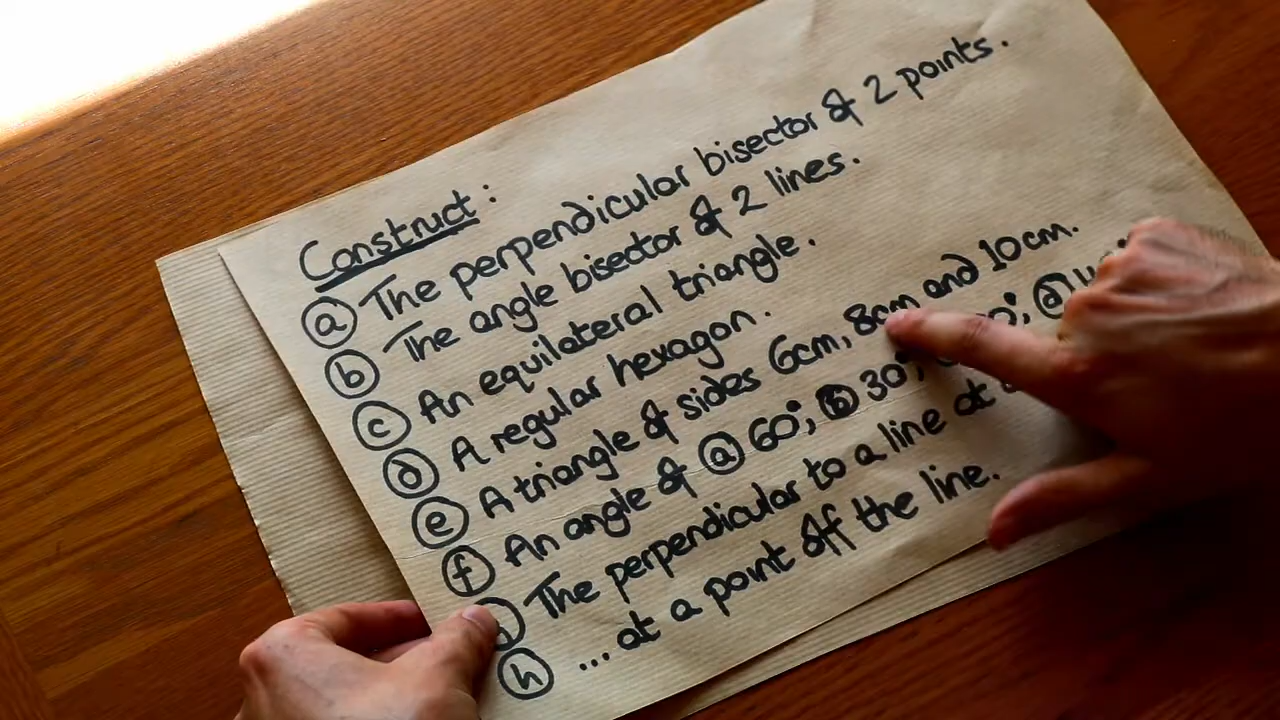 Construct:
ⓐ The perpendicular bisector of 2 points.
ⓑ The angle bisector of 2 lines.
ⓒ An equilateral triangle.
ⓓ A regular hexagon.
ⓔ A triangle of sides 6cm, 8cm and 10cm.
ⓕ An angle of ⓐ 60°; ⓑ 30°; ⓓ
The perpendicular to a line at
ⓗ ...at a point off the line.